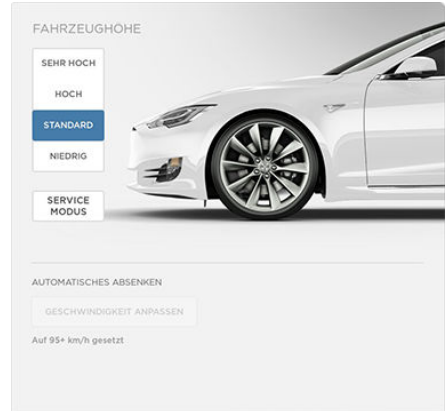 FAHRZEUGHÖHE
SEHR HOCH
HOCH
STANDARD
NIEDRIG
SERVICE
MODUS
AUTOMATISCHES ABSENKEN
GESCHWINDIGKEIT ANPASSEN
Auf 95+ km/h gesetzt